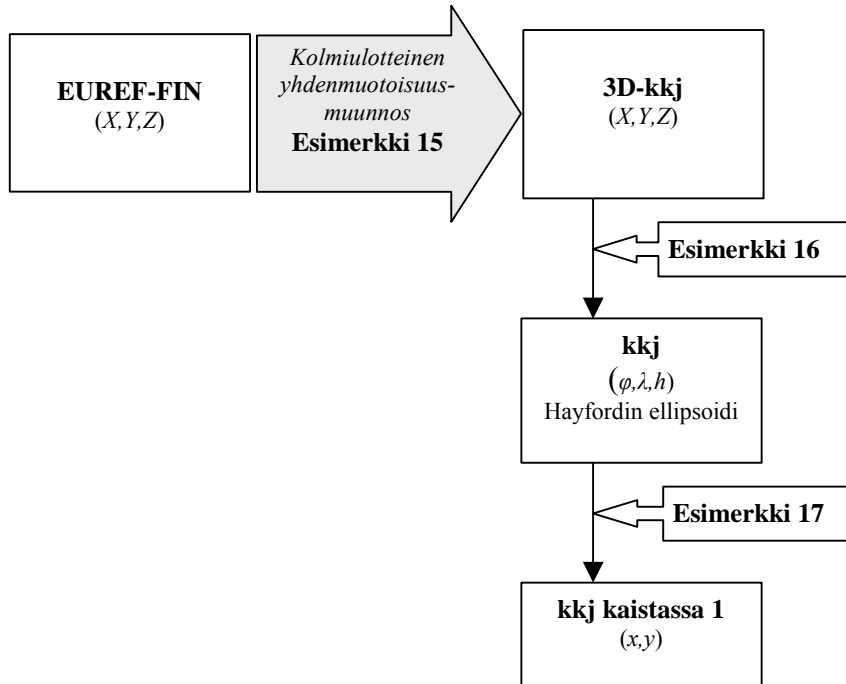 EUREF-FIN
(X,Y,Z)
Kolmiulotteinen
yhdenmuotoisuus-
muunnos
Esimerkki 15
3D-kkj
(X,Y,Z)
Esimerkki 16
kkj
(φ,λ,h)
Hayfordin ellipsoidi
Esimerkki 17
kkj kaistassa 1
(x,y)